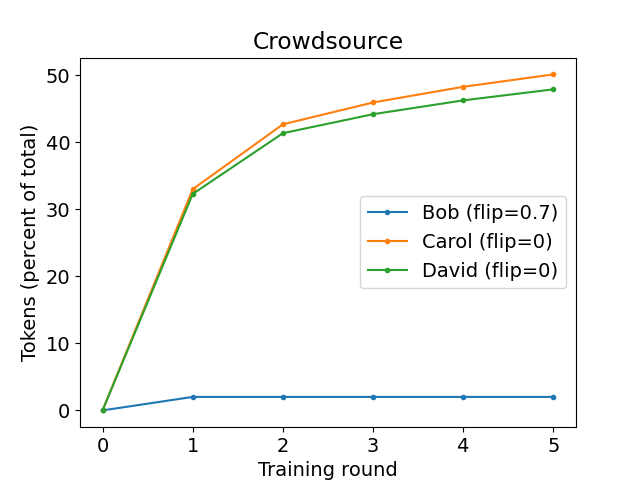 Crowdsource
Tokens (percent of total)
50
40
30
20
10
0
Bob (flip=0.7)
Carol (flip=0)
David (flip=0)
0 1 2 3 4 5
Training round